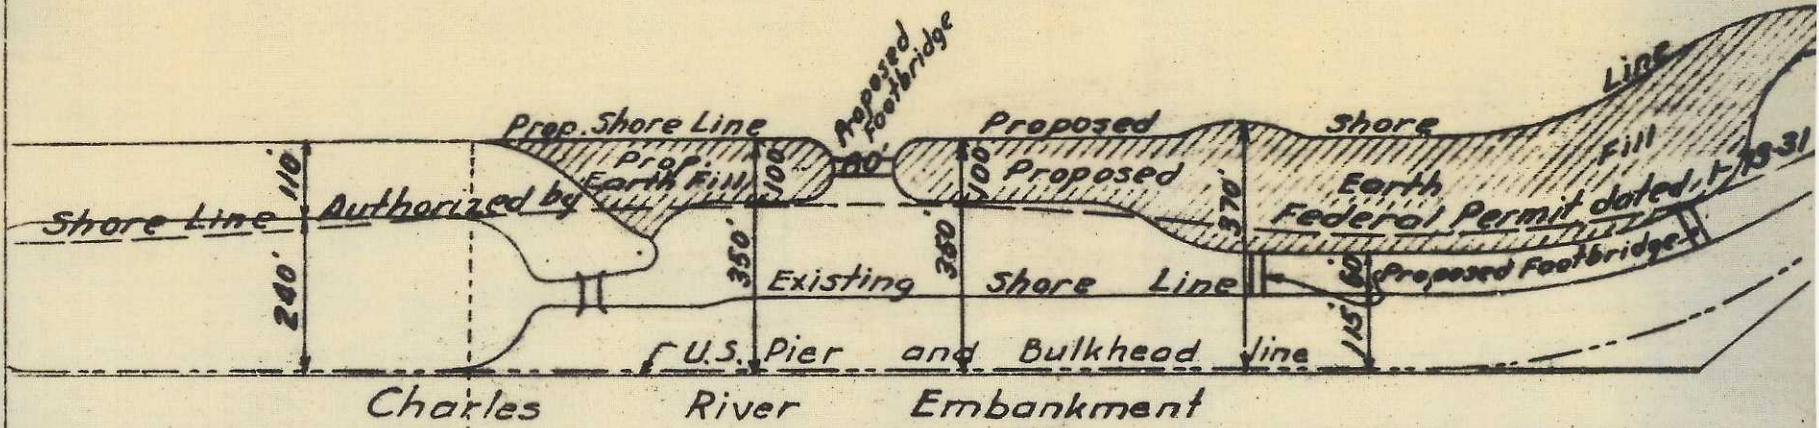 Proposed
Footbridge
Line
Prop. Shore Line
Proposed
Shore
80'
Prop.
Earth Fill
100'
100'
Proposed
Earth
Fill
110'
Shore Line Authorized by
Federal Permit dated 1-13-31
370'
240'
350'
350'
Existing Shore Line
60'
Proposed Footbridge
115'
U.S. Pier and Bulkhead line
Charles River Embankment